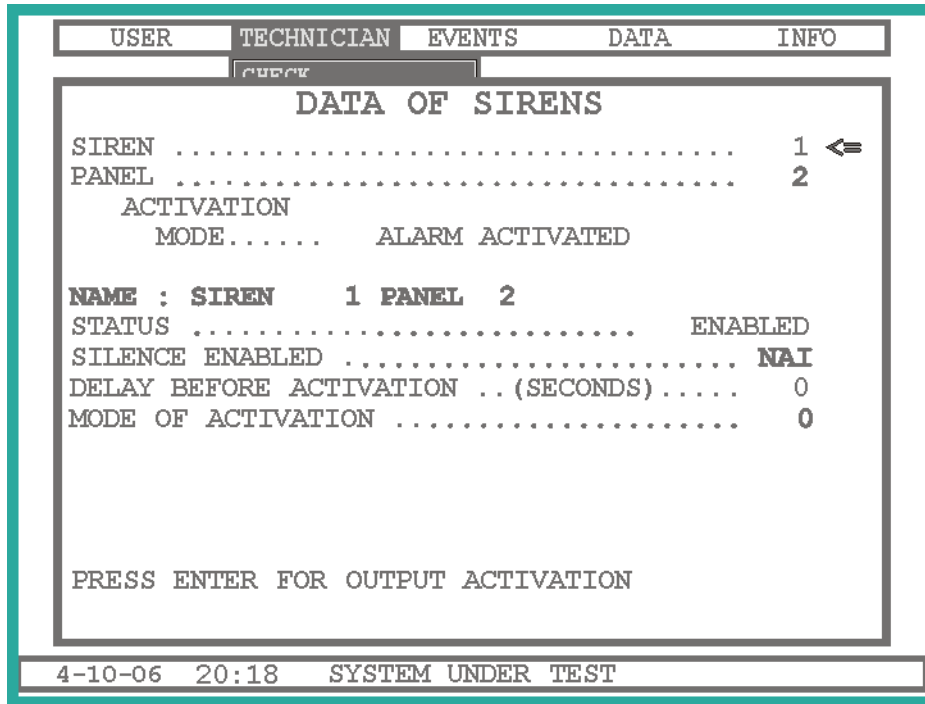 USER TECHNICIAN EVENTS DATA INFO
CHECK
DATA OF SIRENS
SIREN .................................. 1 <=
PANEL .................................. 2
ACTIVATION
MODE...... ALARM ACTIVATED
NAME : SIREN 1 PANEL 2
STATUS ........................... ENABLED
SILENCE ENABLED ........................ NAI
DELAY BEFORE ACTIVATION ..(SECONDS)..... 0
MODE OF ACTIVATION ..................... 0
PRESS ENTER FOR OUTPUT ACTIVATION
4-10-06 20:18 SYSTEM UNDER TEST